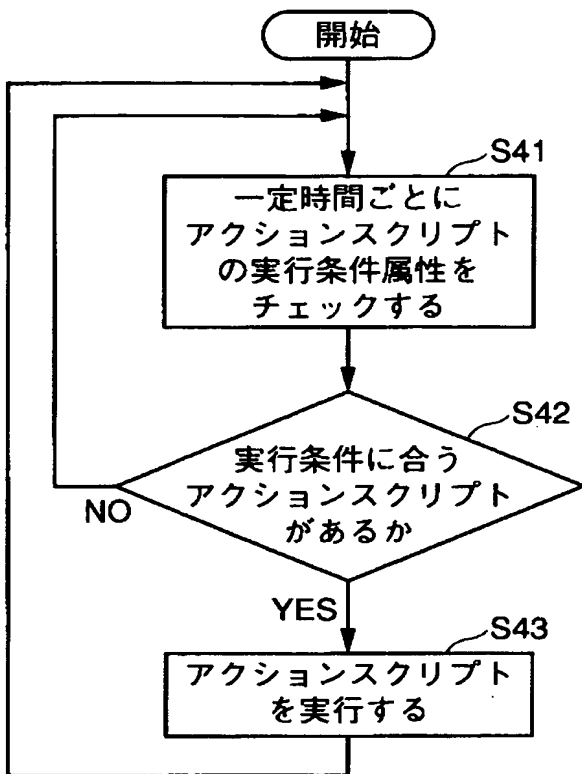 開始
S41
一定時間ごとに
アクションスクリプト
の実行条件属性を
チェックする
S42
実行条件に合う
アクションスクリプト
があるか
NO
YES
S43
アクションスクリプト
を実行する